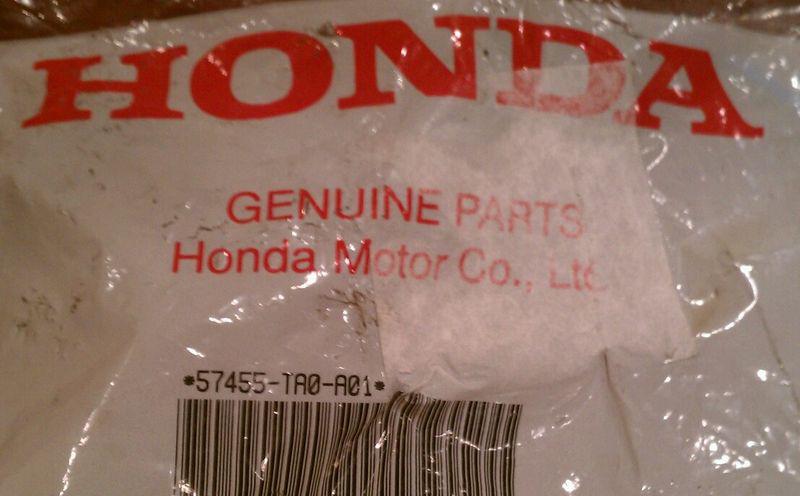 HONDA
GENUINE PARTS
Honda Motor Co., Ltd.
*57455-TA0-A01*